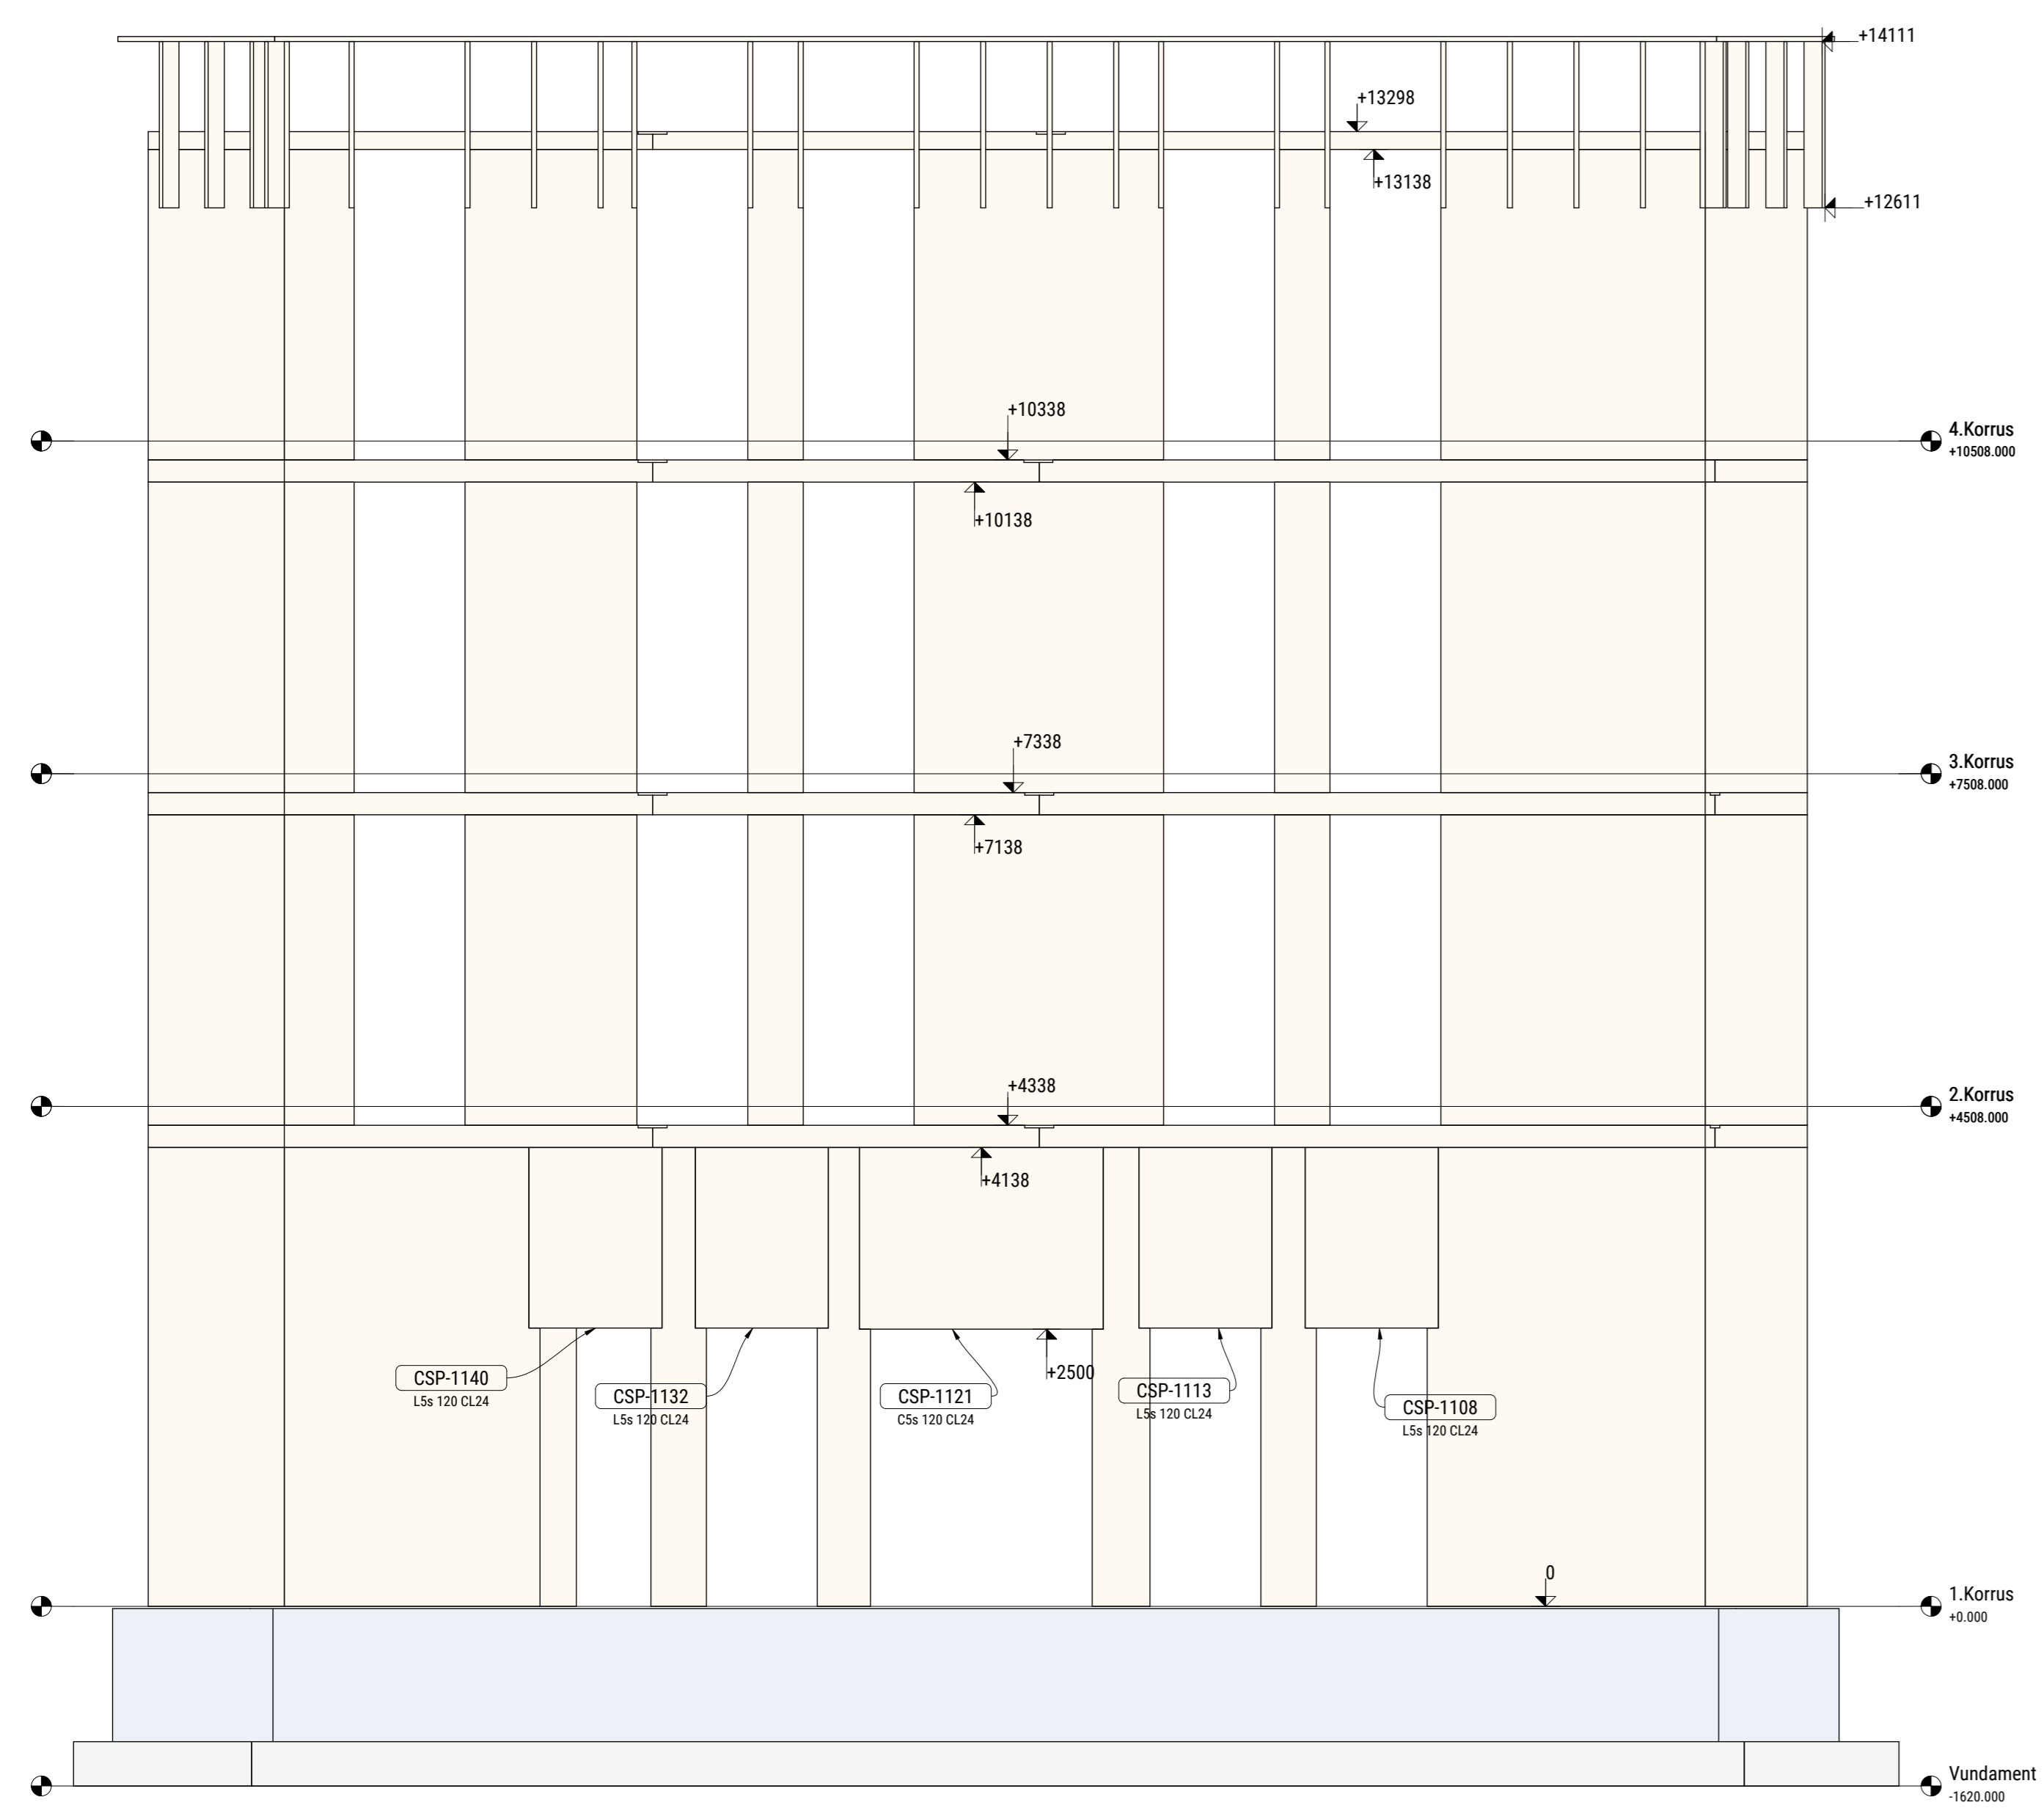 +14111
+13298
+13138
+12611
+10338
4.Korrus
+10508.000
+10138
+7338
3.Korrus
+7508.000
+7138
+4338
2.Korrus
+4508.000
+4138
CSP-1140
L5s 120 CL24
CSP-1132
L5s 120 CL24
CSP-1121
C5s 120 CL24
+2500
CSP-1113
L5s 120 CL24
CSP-1108
L5s 120 CL24
0
1.Korrus
+0.000
Vundament
-1620.000